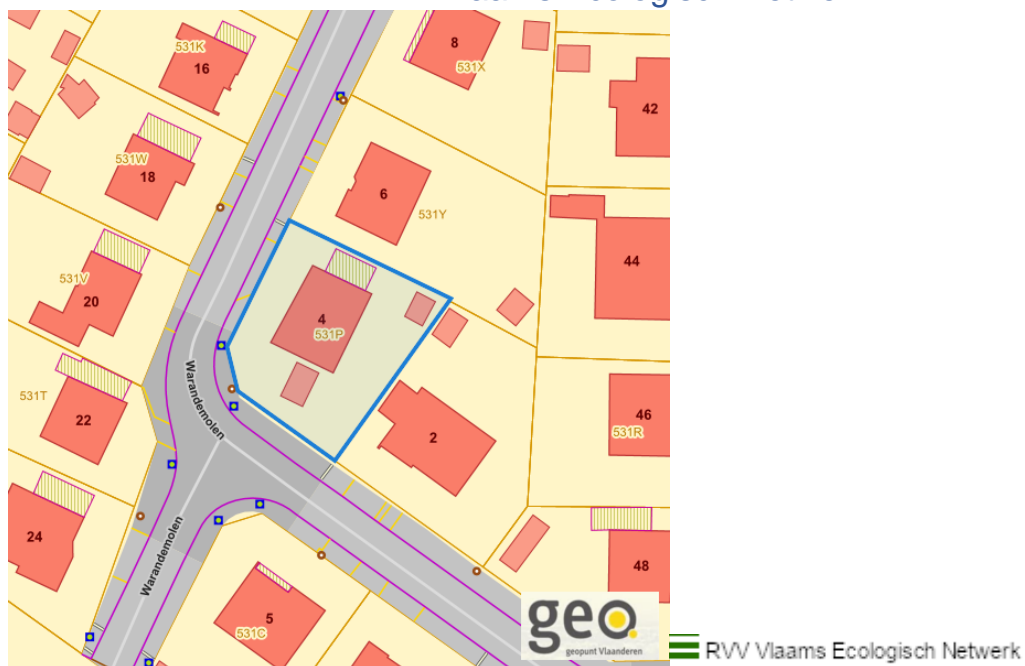 8
531K
531X
16
42
531W
18
6
531Y
44
531V
20
4
531P
Warandemolen
531T
22
2
46
531R
24
Warandemolen
48
5
531C
geo.
geopunt Vlaanderen
RVV Vlaams Ecologisch Netwerk